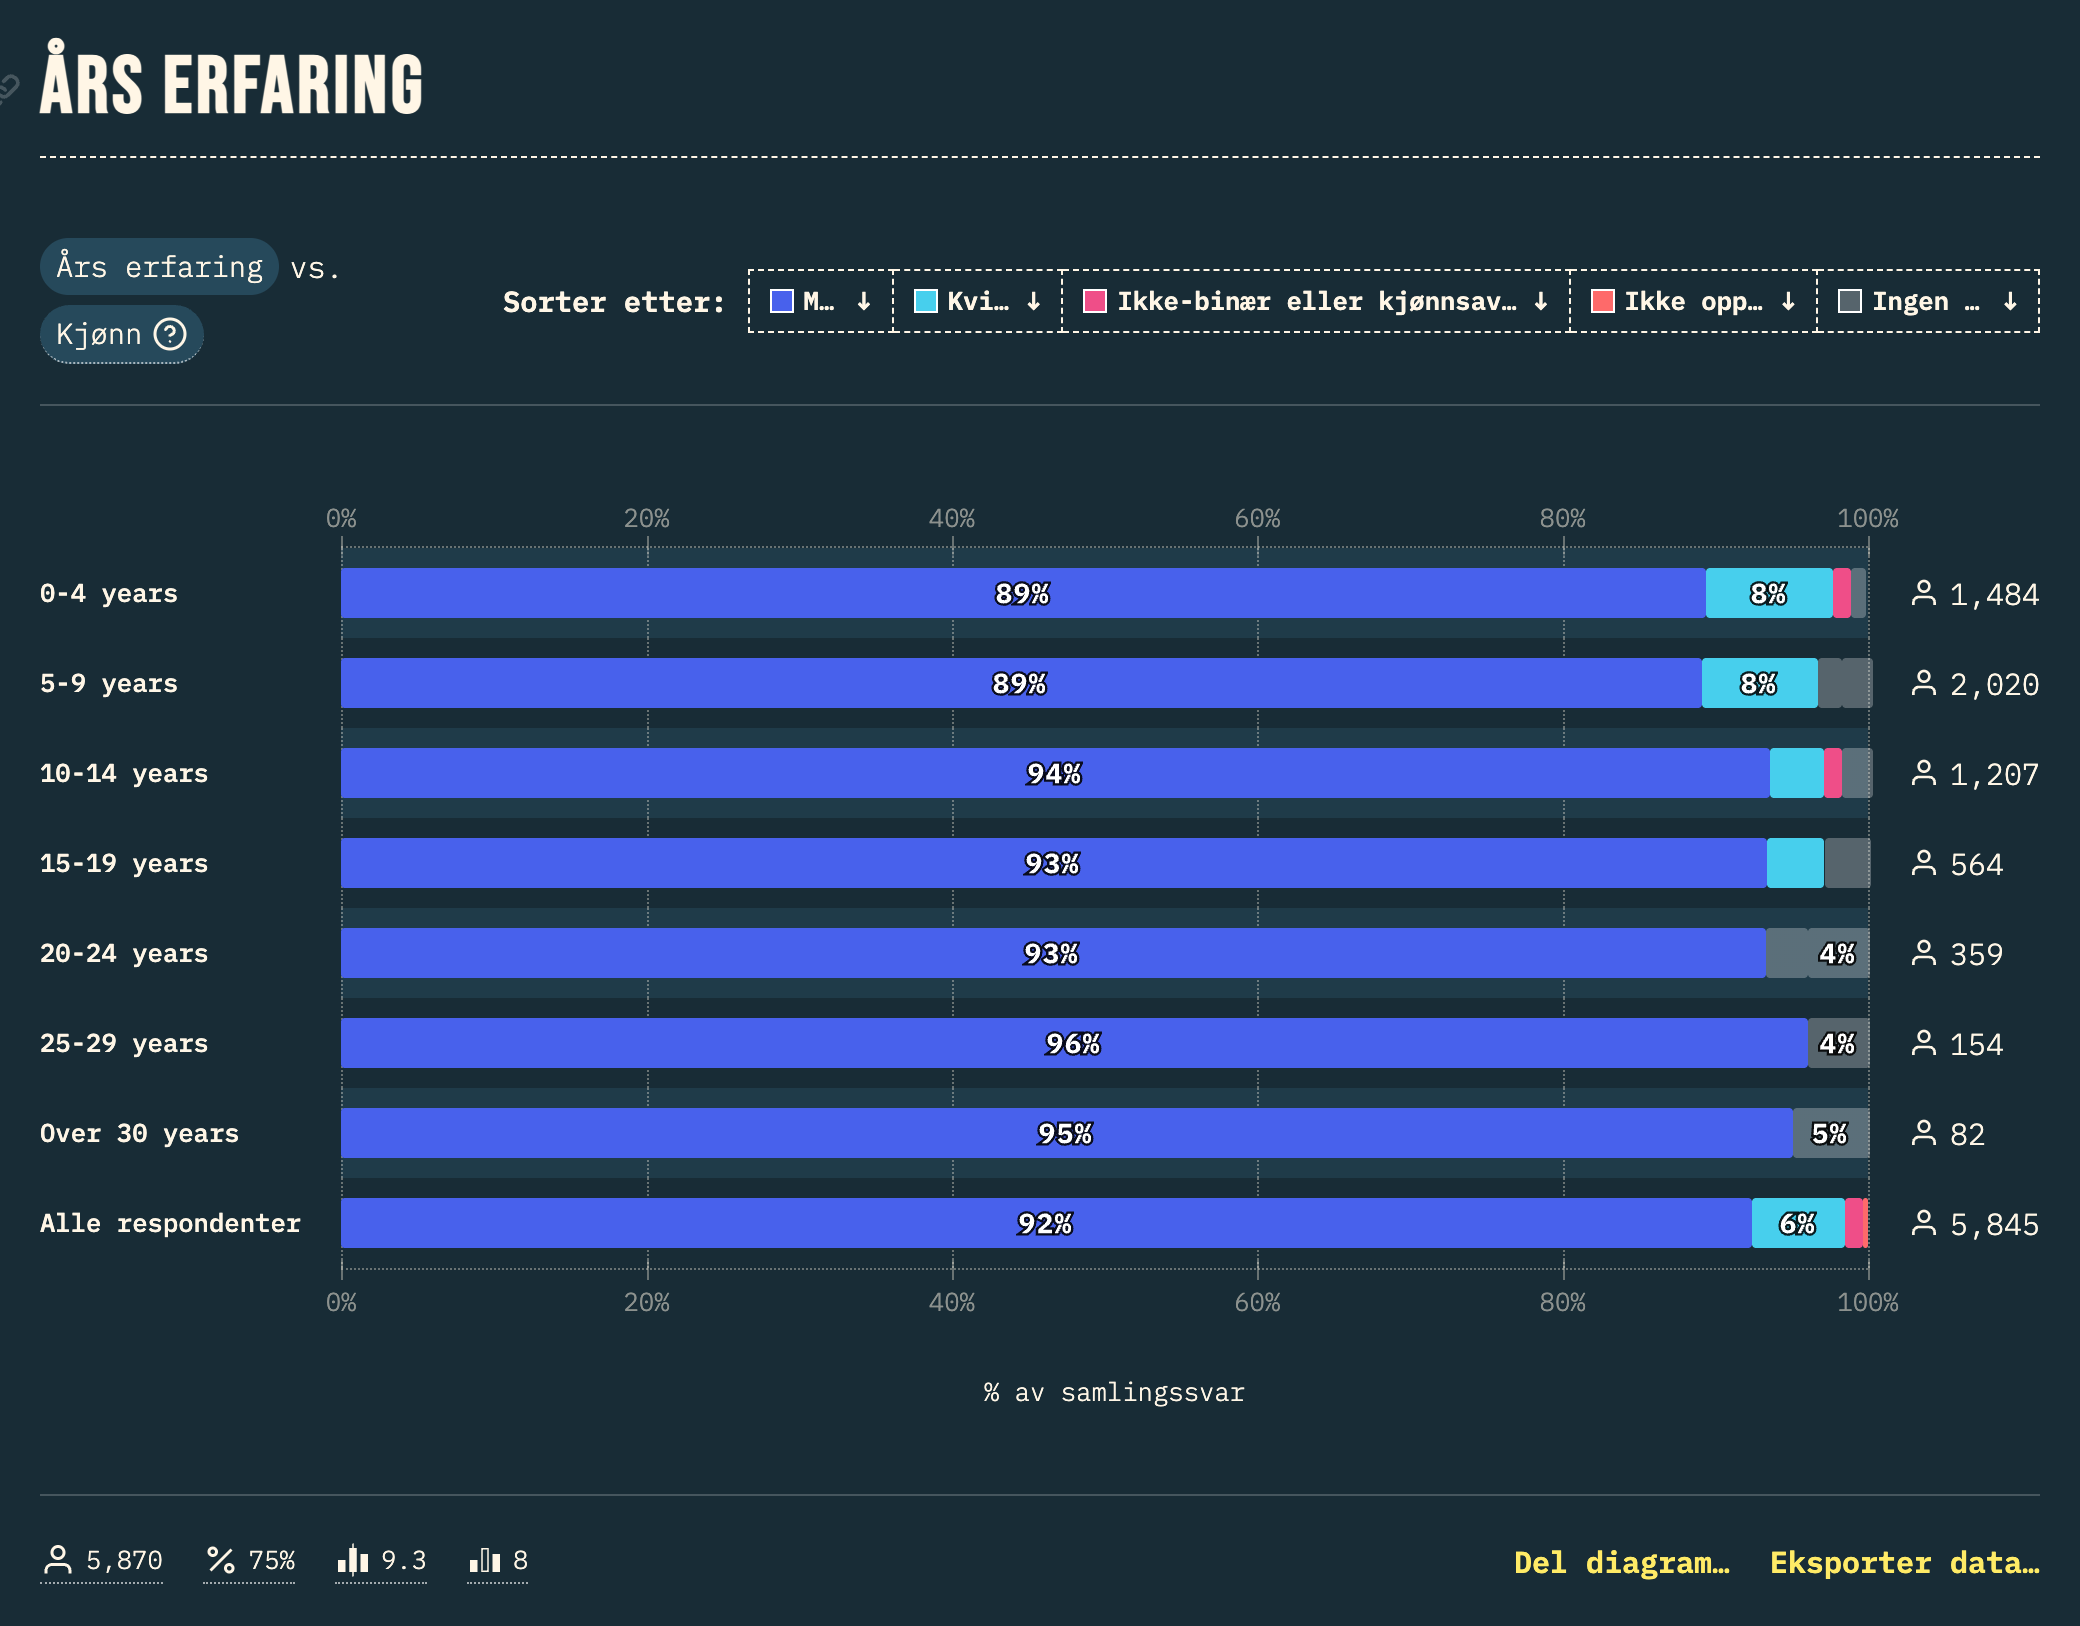 ÅRS ERFARING
Års erfaring vs.
Kjønn
Sorter etter: M… ↓ Kvi… ↓ Ikke-binær eller kjønnsav… ↓ Ikke opp… ↓ Ingen … ↓
0% 20% 40% 60% 80% 100%
0-4 years 89% 8% 1,484
5-9 years 89% 8% 2,020
10-14 years 94% 1,207
15-19 years 93% 564
20-24 years 93% 4% 359
25-29 years 96% 4% 154
Over 30 years 95% 5% 82
Alle respondenter 92% 6% 5,845
0% 20% 40% 60% 80% 100%
% av samlingssvar
5,870 75% 9.3 8 Del diagram… Eksporter data…